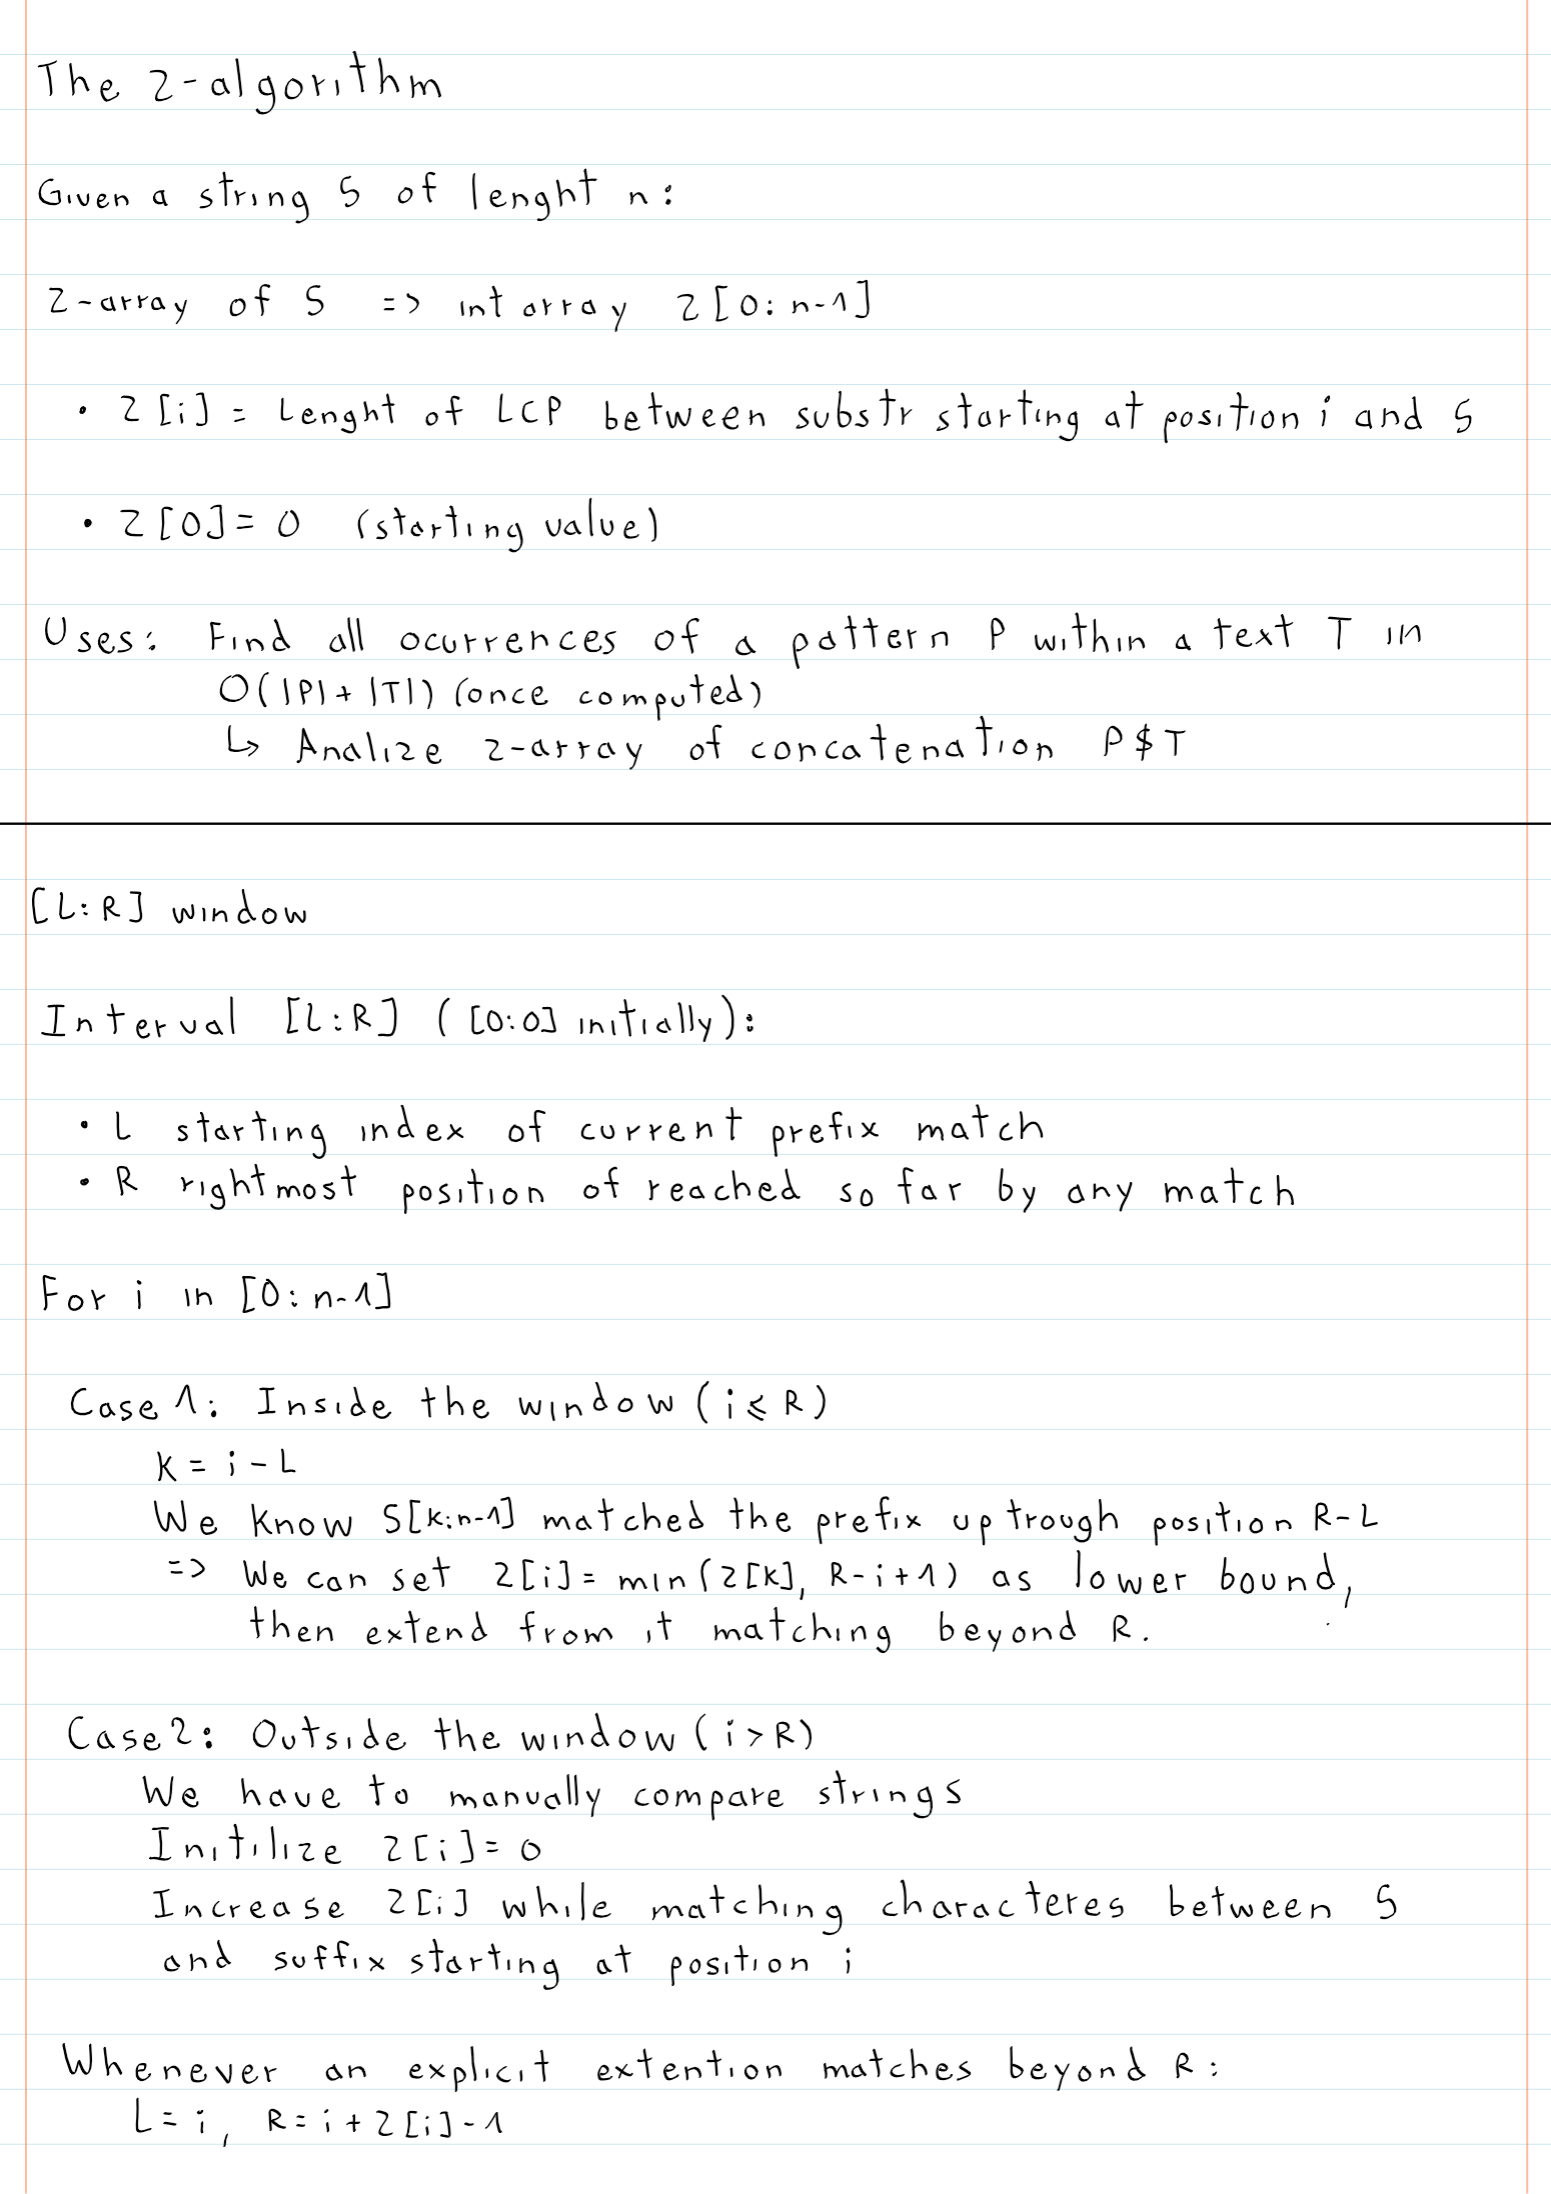 The Z-algorithm
Given a string S of lenght n:
Z-array of S => int array Z[0:n-1]
• Z[i] = Lenght of LCP between substr starting at position i and S
• Z[0]= 0 (starting value)
Uses: Find all ocurrences of a pattern P within a text T in
O(|P|+|T|) (once computed)
↳ Analize Z-array of concatenation P$T
[L:R] window
Interval [L:R] ([0:0] initially):
• L starting index of current prefix match
• R rightmost position of reached so far by any match
For i in [0:n-1]
Case 1: Inside the window (i⩽R)
K = i - L
We know S[k:n-1] matched the prefix up trough position R-L
=> We can set Z[i]= min(Z[K], R-i+1) as lower bound,
then extend from it matching beyond R.
Case 2: Outside the window (i>R)
We have to manually compare strings
Initilize Z[i]= 0
Increase Z[i] while matching characteres between S
and suffix starting at position i
Whenever an explicit extention matches beyond R:
L = i, R = i + Z[i] - 1